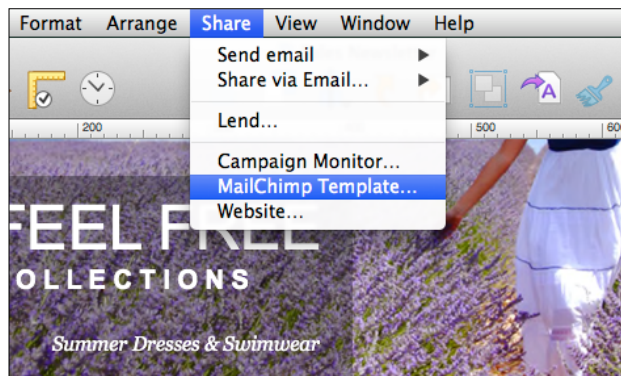 Format Arrange Share View Window Help
Send email
Share via Email...
A
200
500
Lend...
Campaign Monitor...
MailChimp Template...
Website...
FEEL FREE
OLLECTIONS
Summer Dresses & Swimwear